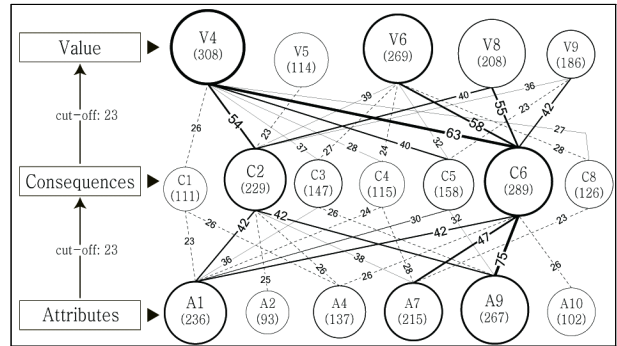 Value
V4
(308)
V5
(114)
V6
(269)
V8
(208)
V9
(186)
cut-off: 23
26
54
23
39
37
27
28
24
40
40
32
63
58
55
36
23
42
28
27
Consequences
C1
(111)
C2
(229)
C3
(147)
C4
(115)
C5
(158)
C6
(289)
C8
(126)
cut-off: 23
23
26
42
42
36
25
26
26
38
24
26
30
42
32
28
47
75
23
26
Attributes
A1
(236)
A2
(93)
A4
(137)
A7
(215)
A9
(267)
A10
(102)